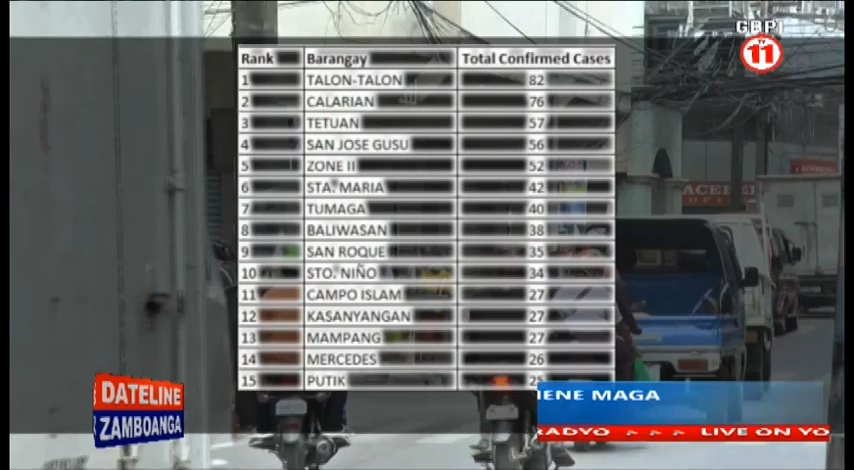 GBPI
TV
11
Rank Barangay Total Confirmed Cases
1 TALON-TALON 82
2 CALARIAN 76
3 TETUAN 57
4 SAN JOSE GUSU 56
5 ZONE II 52
6 STA. MARIA 42
7 TUMAGA 40
8 BALIWASAN 38
9 SAN ROQUE 35
10 STO. NIÑO 34
11 CAMPO ISLAM 27
12 KASANYANGAN 27
13 MAMPANG 27
14 MERCEDES 26
15 PUTIK 25
DATELINE
ZAMBOANGA
IENE MAGA
RADYO LIVE ON YO